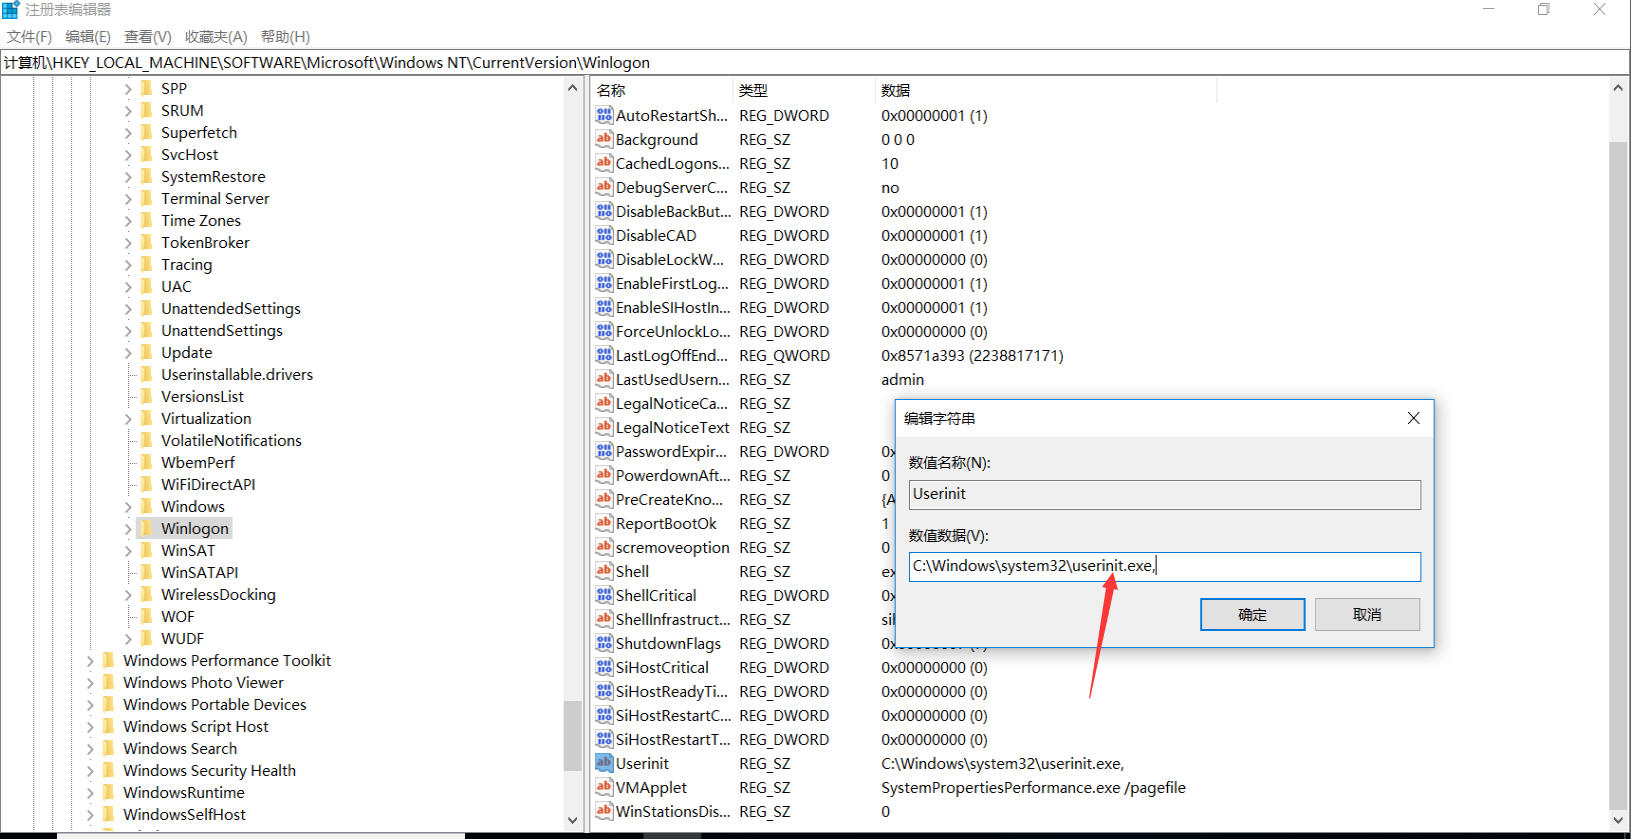 注册表编辑器
文件(F) 编辑(E) 查看(V) 收藏夹(A) 帮助(H)
计算机\HKEY_LOCAL_MACHINE\SOFTWARE\Microsoft\Windows NT\CurrentVersion\Winlogon
SPP
SRUM
Superfetch
SvcHost
SystemRestore
Terminal Server
Time Zones
TokenBroker
Tracing
UAC
UnattendedSettings
UnattendSettings
Update
Userinstallable.drivers
VersionsList
Virtualization
VolatileNotifications
WbemPerf
WiFiDirectAPI
Windows
Winlogon
WinSAT
WinSATAPI
WirelessDocking
WOF
WUDF
Windows Performance Toolkit
Windows Photo Viewer
Windows Portable Devices
Windows Script Host
Windows Search
Windows Security Health
WindowsRuntime
WindowsSelfHost
名称 类型 数据
AutoRestartSh... REG_DWORD 0x00000001 (1)
Background REG_SZ 0 0 0
CachedLogons... REG_SZ 10
DebugServerC... REG_SZ no
DisableBackBut... REG_DWORD 0x00000001 (1)
DisableCAD REG_DWORD 0x00000001 (1)
DisableLockW... REG_DWORD 0x00000000 (0)
EnableFirstLog... REG_DWORD 0x00000001 (1)
EnableSIHostIn... REG_DWORD 0x00000001 (1)
ForceUnlockLo... REG_DWORD 0x00000000 (0)
LastLogOffEnd... REG_QWORD 0x8571a393 (2238817171)
LastUsedUsern... REG_SZ admin
LegalNoticeCa... REG_SZ
LegalNoticeText REG_SZ
PasswordExpir... REG_DWORD 0x
PowerdownAft... REG_SZ 0
PreCreateKno... REG_SZ {A
ReportBootOk REG_SZ 1
scremoveoption REG_SZ 0
Shell REG_SZ ex
ShellCritical REG_DWORD 0x
ShellInfrastruct... REG_SZ sil
ShutdownFlags REG_DWORD
SiHostCritical REG_DWORD 0x00000000 (0)
SiHostReadyTi... REG_DWORD 0x00000000 (0)
SiHostRestartC... REG_DWORD 0x00000000 (0)
SiHostRestartT... REG_DWORD 0x00000000 (0)
Userinit REG_SZ C:\Windows\system32\userinit.exe,
VMApplet REG_SZ SystemPropertiesPerformance.exe /pagefile
WinStationsDis... REG_SZ 0
编辑字符串
数值名称(N):
Userinit
数值数据(V):
C:\Windows\system32\userinit.exe,
确定 取消